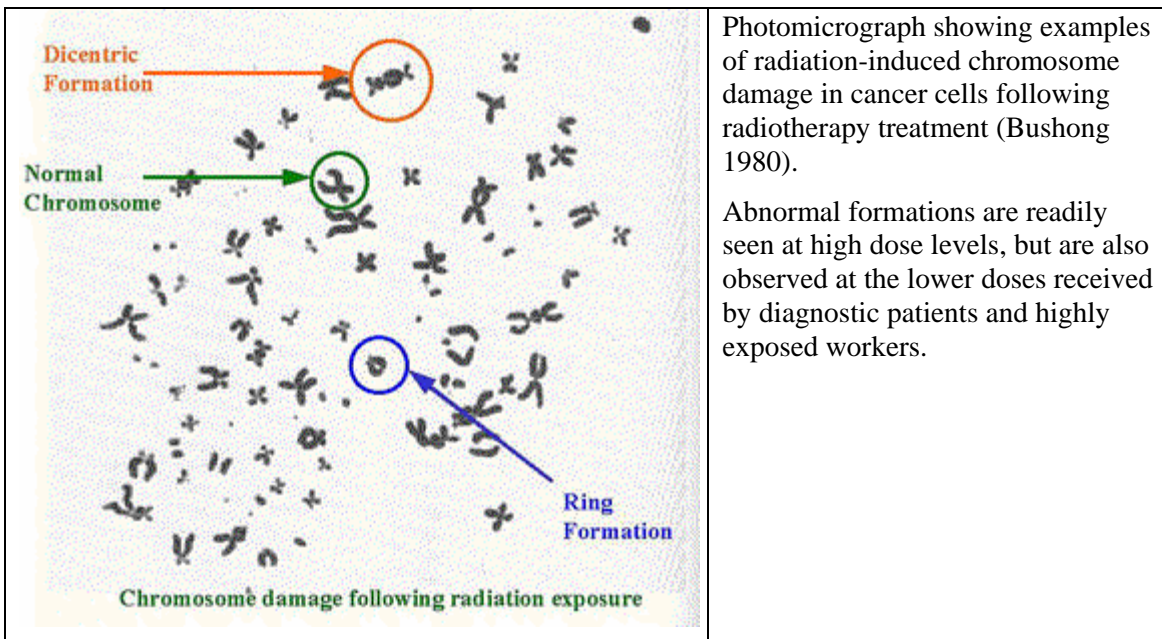 Dicentric
Formation
Normal
Chromosome
Ring
Formation
Chromosome damage following radiation exposure
Photomicrograph showing examples
of radiation-induced chromosome
damage in cancer cells following
radiotherapy treatment (Bushong
1980).
Abnormal formations are readily
seen at high dose levels, but are also
observed at the lower doses received
by diagnostic patients and highly
exposed workers.